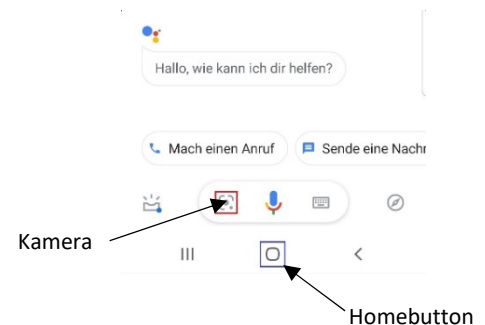 Hallo, wie kann ich dir helfen?
Mach einen Anruf
Sende eine Nachr
Kamera
Homebutton